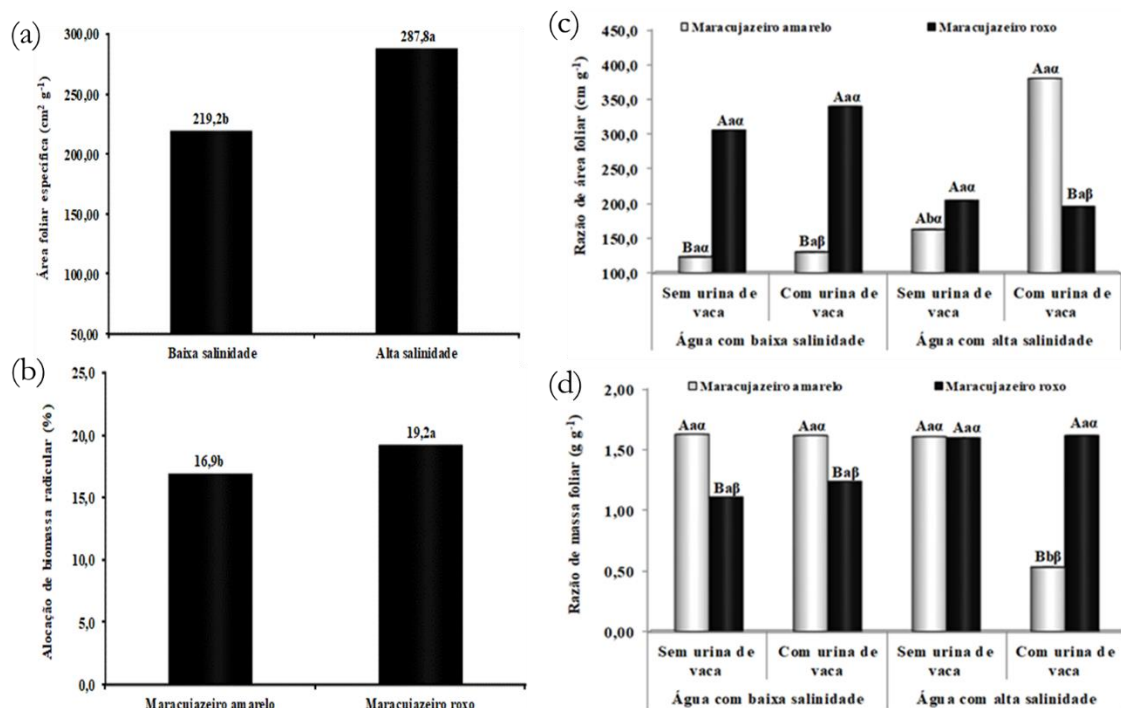 (a)
300,00
250,00
200,00
150,00
100,00
50,00
Área foliar específica (cm² g⁻¹)
219,2b
287,8a
Baixa salinidade
Alta salinidade
(b)
25,0
20,0
15,0
10,0
5,0
0,0
Alocação de biomassa radicular (%)
16,9b
19,2a
Maracujazeiro amarelo
Maracujazeiro roxo
(c)
Maracujazeiro amarelo
Maracujazeiro roxo
450,0
400,0
350,0
300,0
250,0
200,0
150,0
100,0
Razão de área foliar (cm g⁻¹)
Baα
Aaα
Baβ
Aaα
Abα
Aaα
Aaα
Baβ
Sem urina de
vaca
Com urina de
vaca
Sem urina de
vaca
Com urina de
vaca
Água com baixa salinidade
Água com alta salinidade
(d)
Maracujazeiro amarelo
Maracujazeiro roxo
2,00
1,50
1,00
0,50
0,00
Razão de massa foliar (g g⁻¹)
Aaα
Baβ
Aaα
Baβ
Aaα
Aaα
Bbβ
Aaα
Sem urina de
vaca
Com urina de
vaca
Sem urina de
vaca
Com urina de
vaca
Água com baixa salinidade
Água com alta salinidade